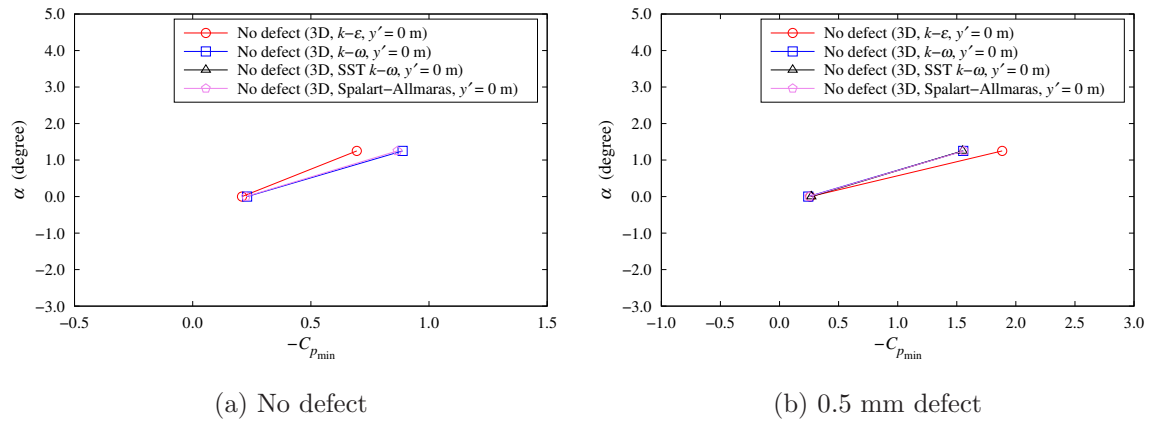 5.0
4.0
3.0
2.0
1.0
0.0
−1.0
−2.0
−3.0
α (degree)
No defect (3D, k−ε, y′ = 0 m)
No defect (3D, k−ω, y′ = 0 m)
No defect (3D, SST k−ω, y′ = 0 m)
No defect (3D, Spalart−Allmaras, y′ = 0 m)
−0.5 0.0 0.5 1.0 1.5
−Cpmin
(a) No defect
5.0
4.0
3.0
2.0
1.0
0.0
−1.0
−2.0
−3.0
α (degree)
No defect (3D, k−ε, y′ = 0 m)
No defect (3D, k−ω, y′ = 0 m)
No defect (3D, SST k−ω, y′ = 0 m)
No defect (3D, Spalart−Allmaras, y′ = 0 m)
−1.0 −0.5 0.0 0.5 1.0 1.5 2.0 2.5 3.0
−Cpmin
(b) 0.5 mm defect